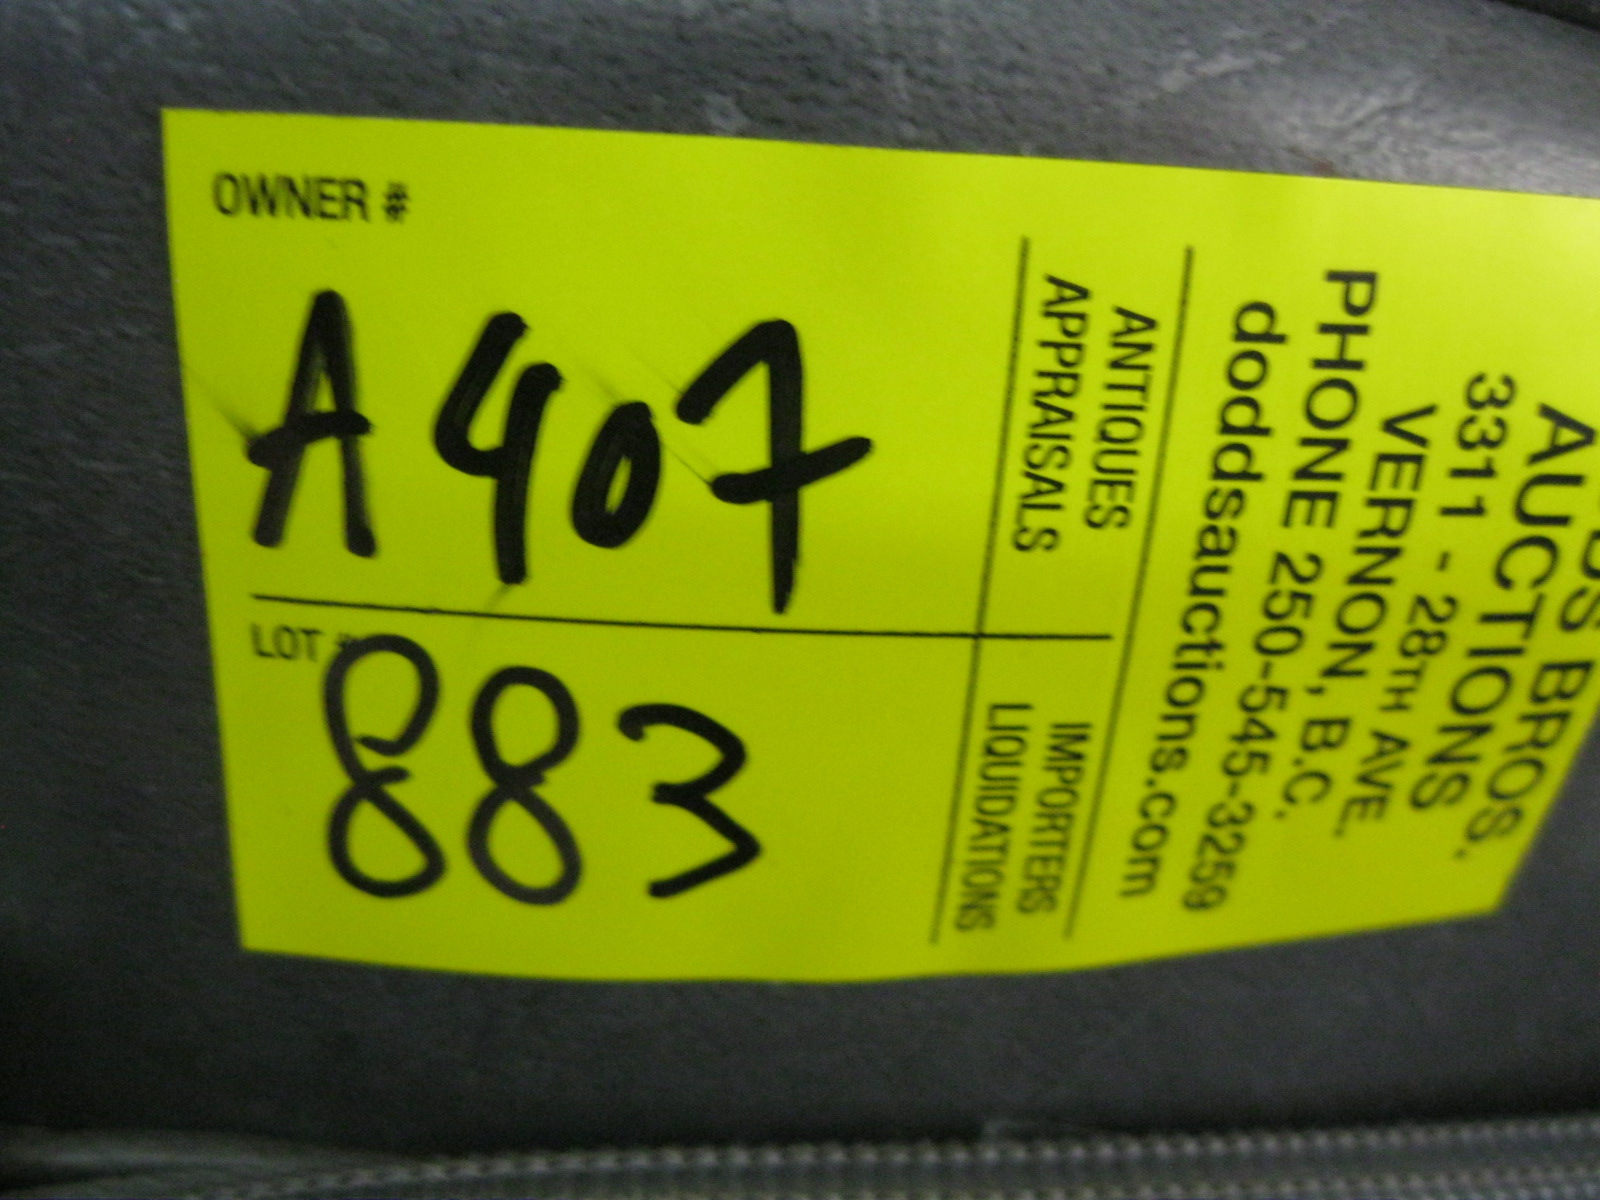 OWNER #
A407
LOT #
883
ANTIQUES
APPRAISALS
IMPORTERS
LIQUIDATIONS
BROS.
AUCTIONS
3311 - 28TH AVE.
VERNON, B.C.
PHONE 250-545-3259
doddsauctions.com